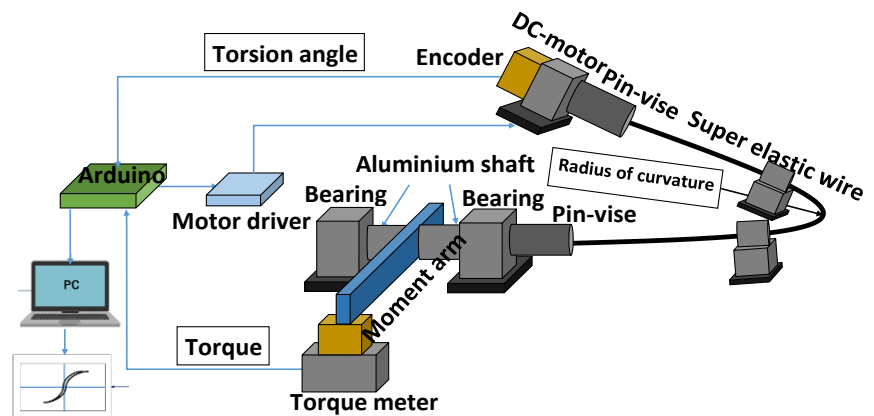 Torsion angle
Encoder
DC-motor
Pin-vise
Super elastic wire
Radius of curvature
Arduino
Motor driver
Aluminium shaft
Bearing
Bearing
Pin-vise
Moment arm
PC
Torque
Torque meter